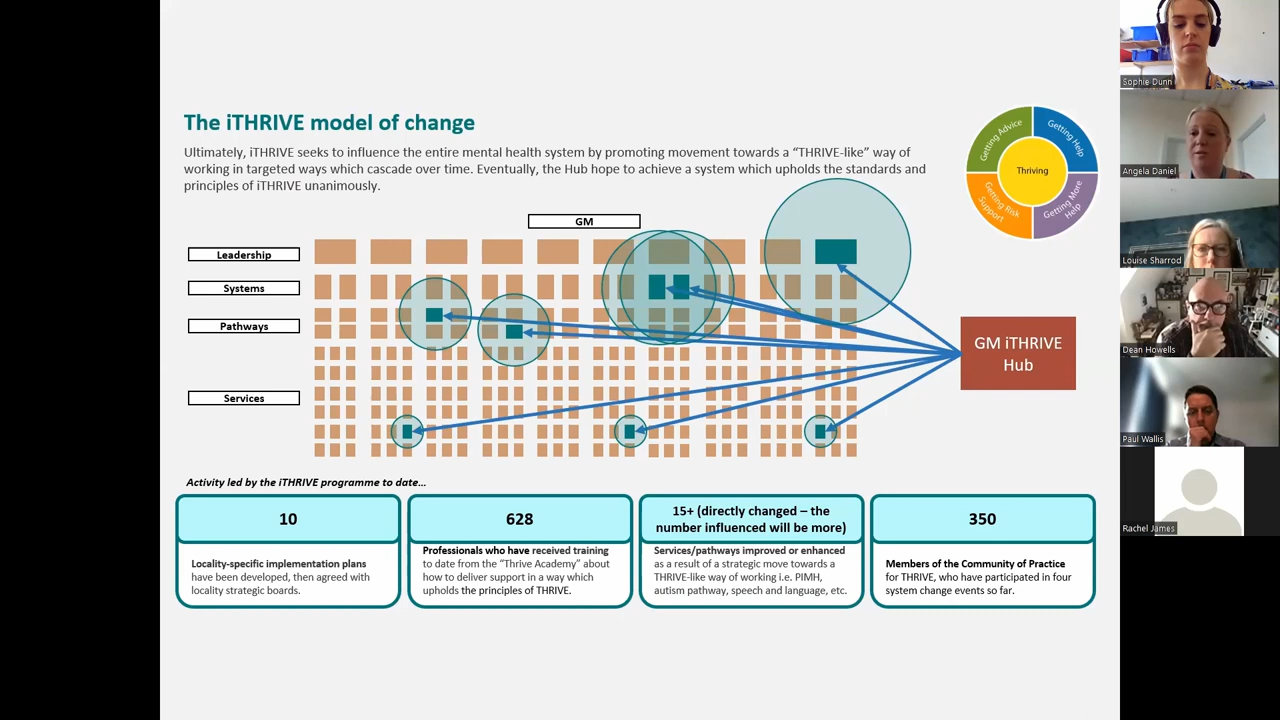 The iTHRIVE model of change
Ultimately, iTHRIVE seeks to influence the entire mental health system by promoting movement towards a “THRIVE-like” way of
working in targeted ways which cascade over time. Eventually, the Hub hope to achieve a system which upholds the standards and
principles of iTHRIVE unanimously.
Getting Advice
Getting Help
Thriving
Getting Risk
Support
Getting More
Help
GM
Leadership
Systems
Pathways
Services
GM iTHRIVE
Hub
Activity led by the iTHRIVE programme to date…
10
Locality-specific implementation plans
have been developed, then agreed with
locality strategic boards.
628
Professionals who have received training
to date from the “Thrive Academy” about
how to deliver support in a way which
upholds the principles of THRIVE.
15+ (directly changed – the
number influenced will be more)
Services/pathways improved or enhanced
as a result of a strategic move towards a
THRIVE-like way of working i.e. PIMH,
autism pathway, speech and language, etc.
350
Members of the Community of Practice
for THRIVE, who have participated in four
system change events so far.
Sophie Dunn
Angela Daniel
Louise Sharrod
Dean Howells
Paul Wallis
Rachel James